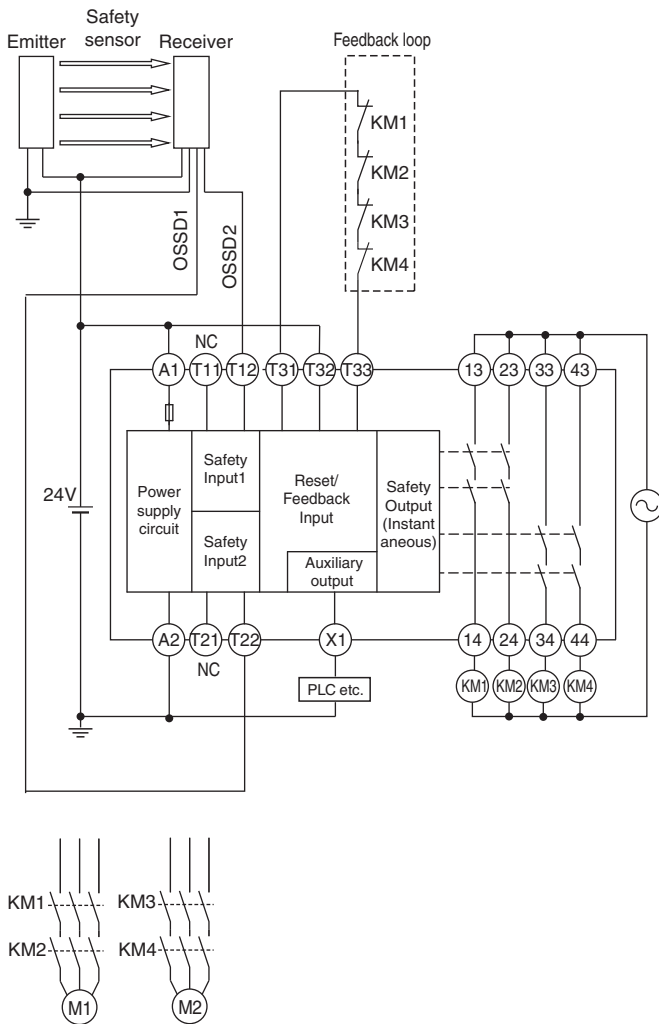 Safety
sensor
Emitter
Receiver
Feedback loop
KM1
KM2
KM3
KM4
OSSD1
OSSD2
NC
A1
T11
T12
T31
T32
T33
13
23
33
43
24V
Power
supply
circuit
Safety
Input1
Safety
Input2
Reset/
Feedback
Input
Auxiliary
output
Safety
Output
(Instant
aneous)
A2
T21
T22
X1
14
24
34
44
NC
PLC etc.
KM1
KM2
KM3
KM4
KM1
KM2
M1
KM3
KM4
M2